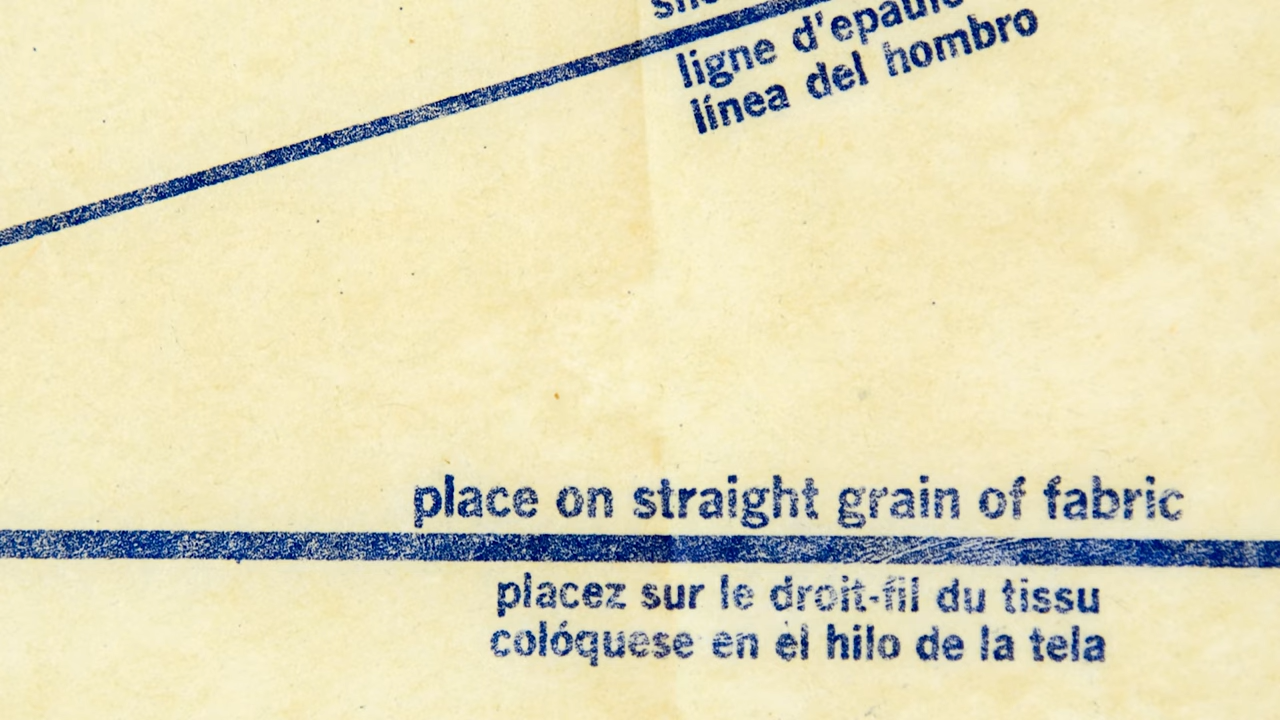 ligne d'epaule
línea del hombro
place on straight grain of fabric
placez sur le droit-fil du tissu
colóquese en el hilo de la tela